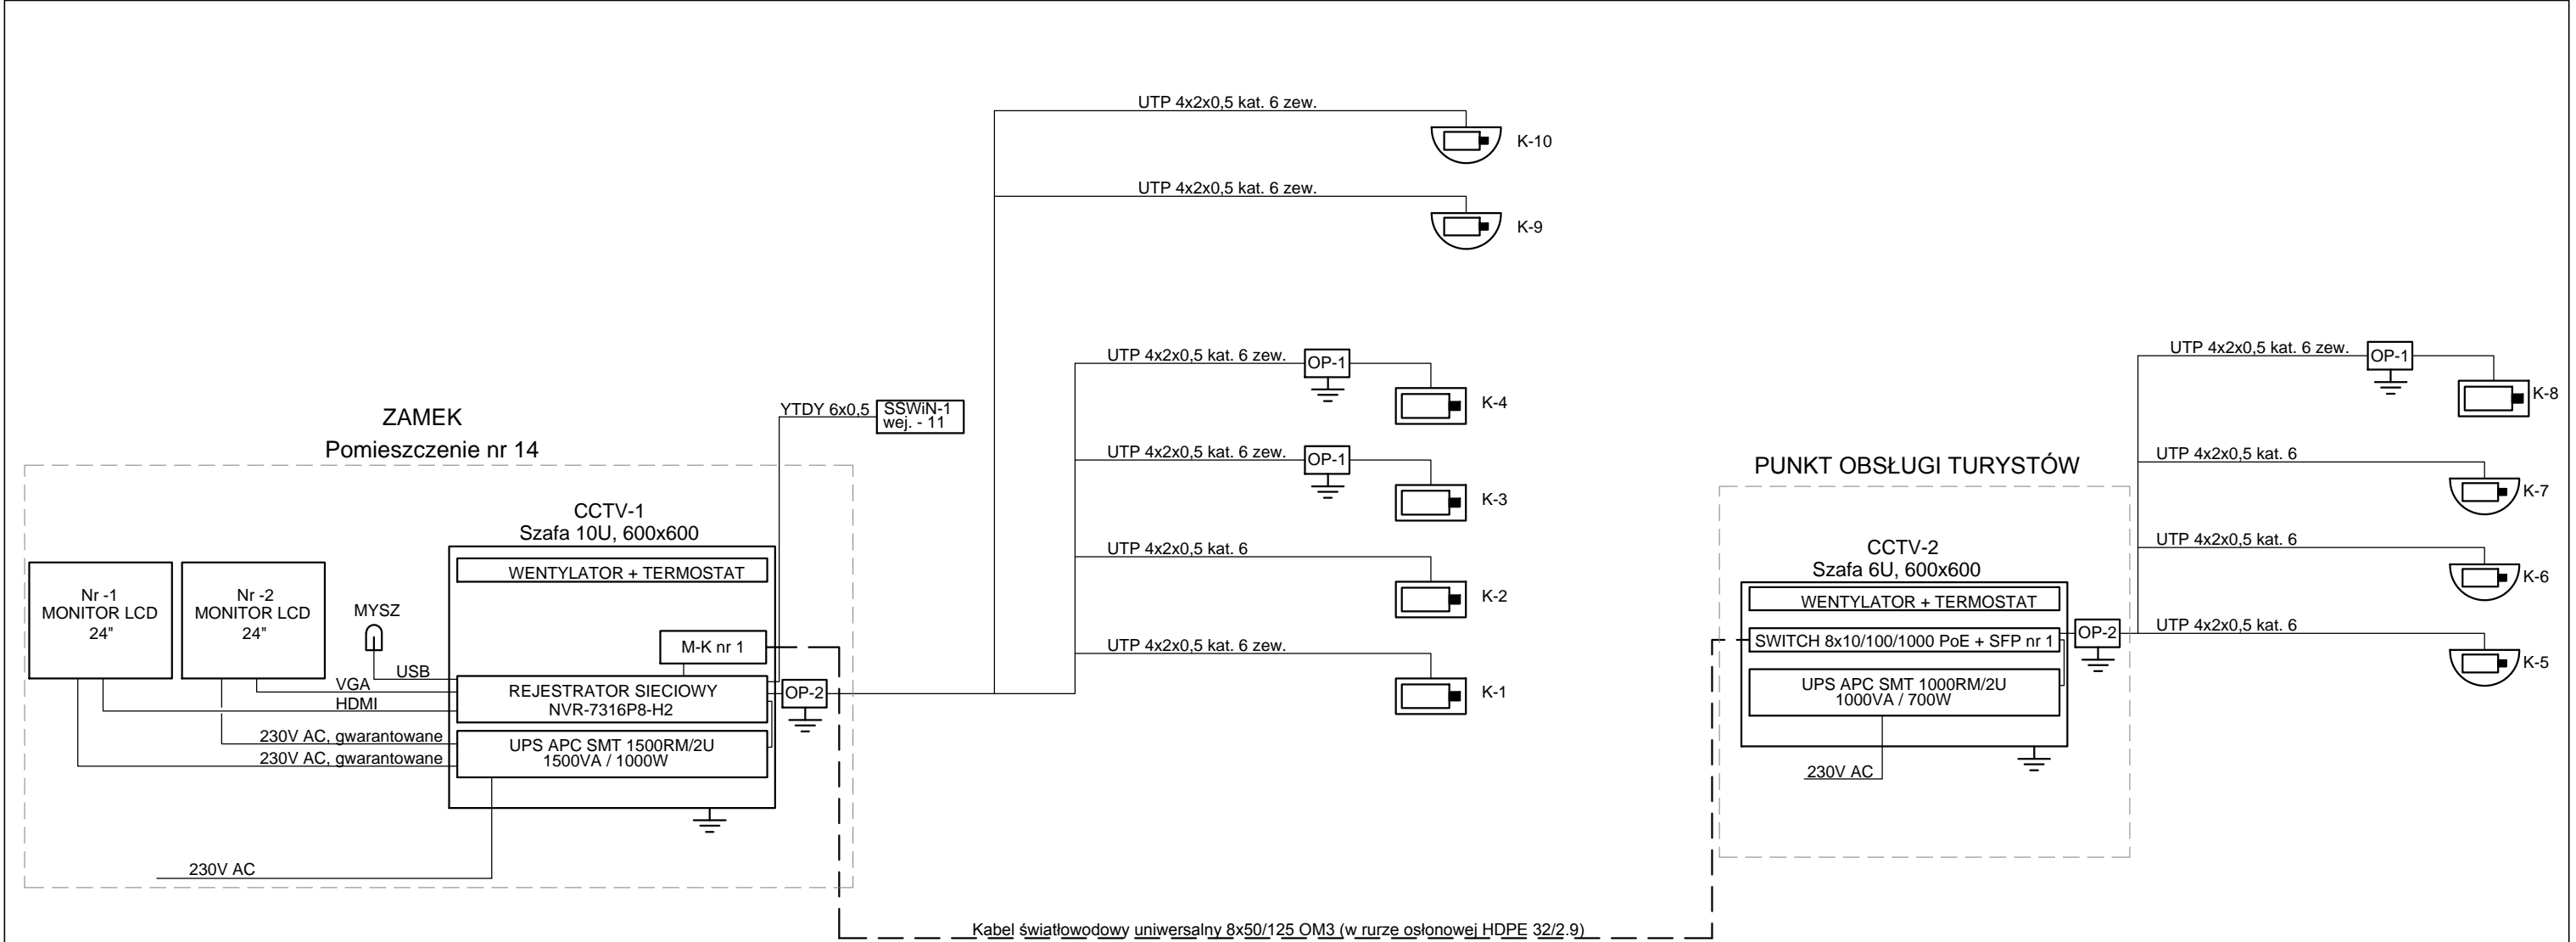 UTP 4x2x0,5 kat. 6 zew.
K-10
UTP 4x2x0,5 kat. 6 zew.
K-9
UTP 4x2x0,5 kat. 6 zew.
OP-1
K-4
UTP 4x2x0,5 kat. 6 zew.
OP-1
K-3
UTP 4x2x0,5 kat. 6
K-2
UTP 4x2x0,5 kat. 6 zew.
K-1
YTDY 6x0,5
SSWiN-1
wej. - 11
ZAMEK
Pomieszczenie nr 14
CCTV-1
Szafa 10U, 600x600
WENTYLATOR + TERMOSTAT
Nr -1
MONITOR LCD
24"
Nr -2
MONITOR LCD
24"
MYSZ
USB
VGA
HDMI
M-K nr 1
REJESTRATOR SIECIOWY
NVR-7316P8-H2
OP-2
230V AC, gwarantowane
230V AC, gwarantowane
UPS APC SMT 1500RM/2U
1500VA / 1000W
230V AC
Kabel światłowodowy uniwersalny 8x50/125 OM3 (w rurze osłonowej HDPE 32/2.9)
PUNKT OBSŁUGI TURYSTÓW
CCTV-2
Szafa 6U, 600x600
WENTYLATOR + TERMOSTAT
SWITCH 8x10/100/1000 PoE + SFP nr 1
OP-2
UPS APC SMT 1000RM/2U
1000VA / 700W
230V AC
UTP 4x2x0,5 kat. 6 zew.
OP-1
K-8
UTP 4x2x0,5 kat. 6
K-7
UTP 4x2x0,5 kat. 6
K-6
UTP 4x2x0,5 kat. 6
K-5